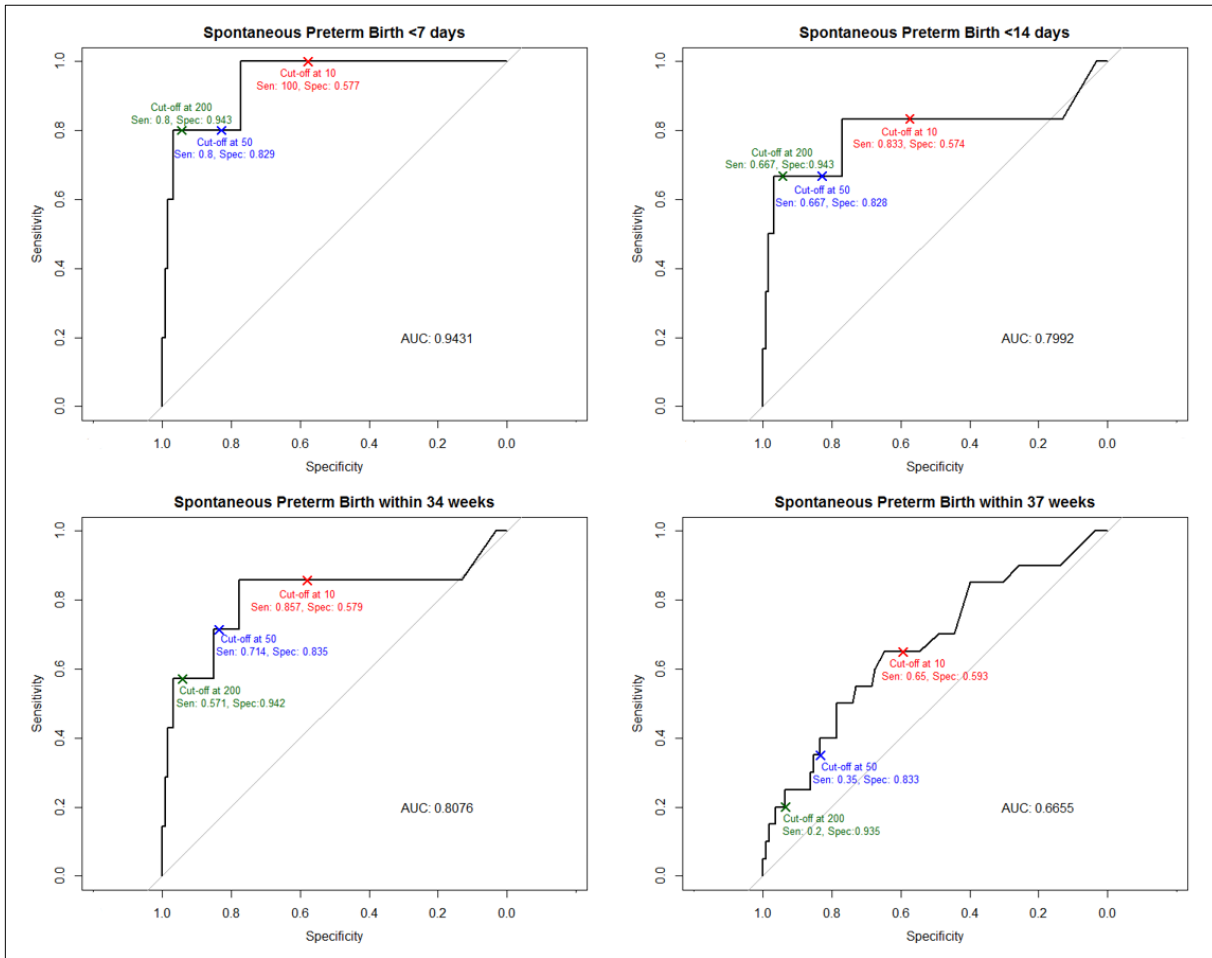 Spontaneous Preterm Birth <7 days
1.0
0.8
0.6
0.4
0.2
0.0
Sensitivity
Cut-off at 10
Sen: 100, Spec: 0.577
Cut-off at 200
Sen: 0.8, Spec: 0.943
Cut-off at 50
Sen: 0.8, Spec: 0.829
AUC: 0.9431
1.0 0.8 0.6 0.4 0.2 0.0
Specificity
Spontaneous Preterm Birth <14 days
1.0
0.8
0.6
0.4
0.2
0.0
Sensitivity
Cut-off at 10
Sen: 0.833, Spec: 0.574
Cut-off at 200
Sen: 0.667, Spec:0.943
Cut-off at 50
Sen: 0.667, Spec: 0.828
AUC: 0.7992
1.0 0.8 0.6 0.4 0.2 0.0
Specificity
Spontaneous Preterm Birth within 34 weeks
1.0
0.8
0.6
0.4
0.2
0.0
Sensitivity
Cut-off at 10
Sen: 0.857, Spec: 0.579
Cut-off at 50
Sen: 0.714, Spec: 0.835
Cut-off at 200
Sen: 0.571, Spec:0.942
AUC: 0.8076
1.0 0.8 0.6 0.4 0.2 0.0
Specificity
Spontaneous Preterm Birth within 37 weeks
1.0
0.8
0.6
0.4
0.2
0.0
Sensitivity
Cut-off at 10
Sen: 0.65, Spec: 0.593
Cut-off at 50
Sen: 0.35, Spec: 0.833
Cut-off at 200
Sen: 0.2, Spec:0.935
AUC: 0.6655
1.0 0.8 0.6 0.4 0.2 0.0
Specificity